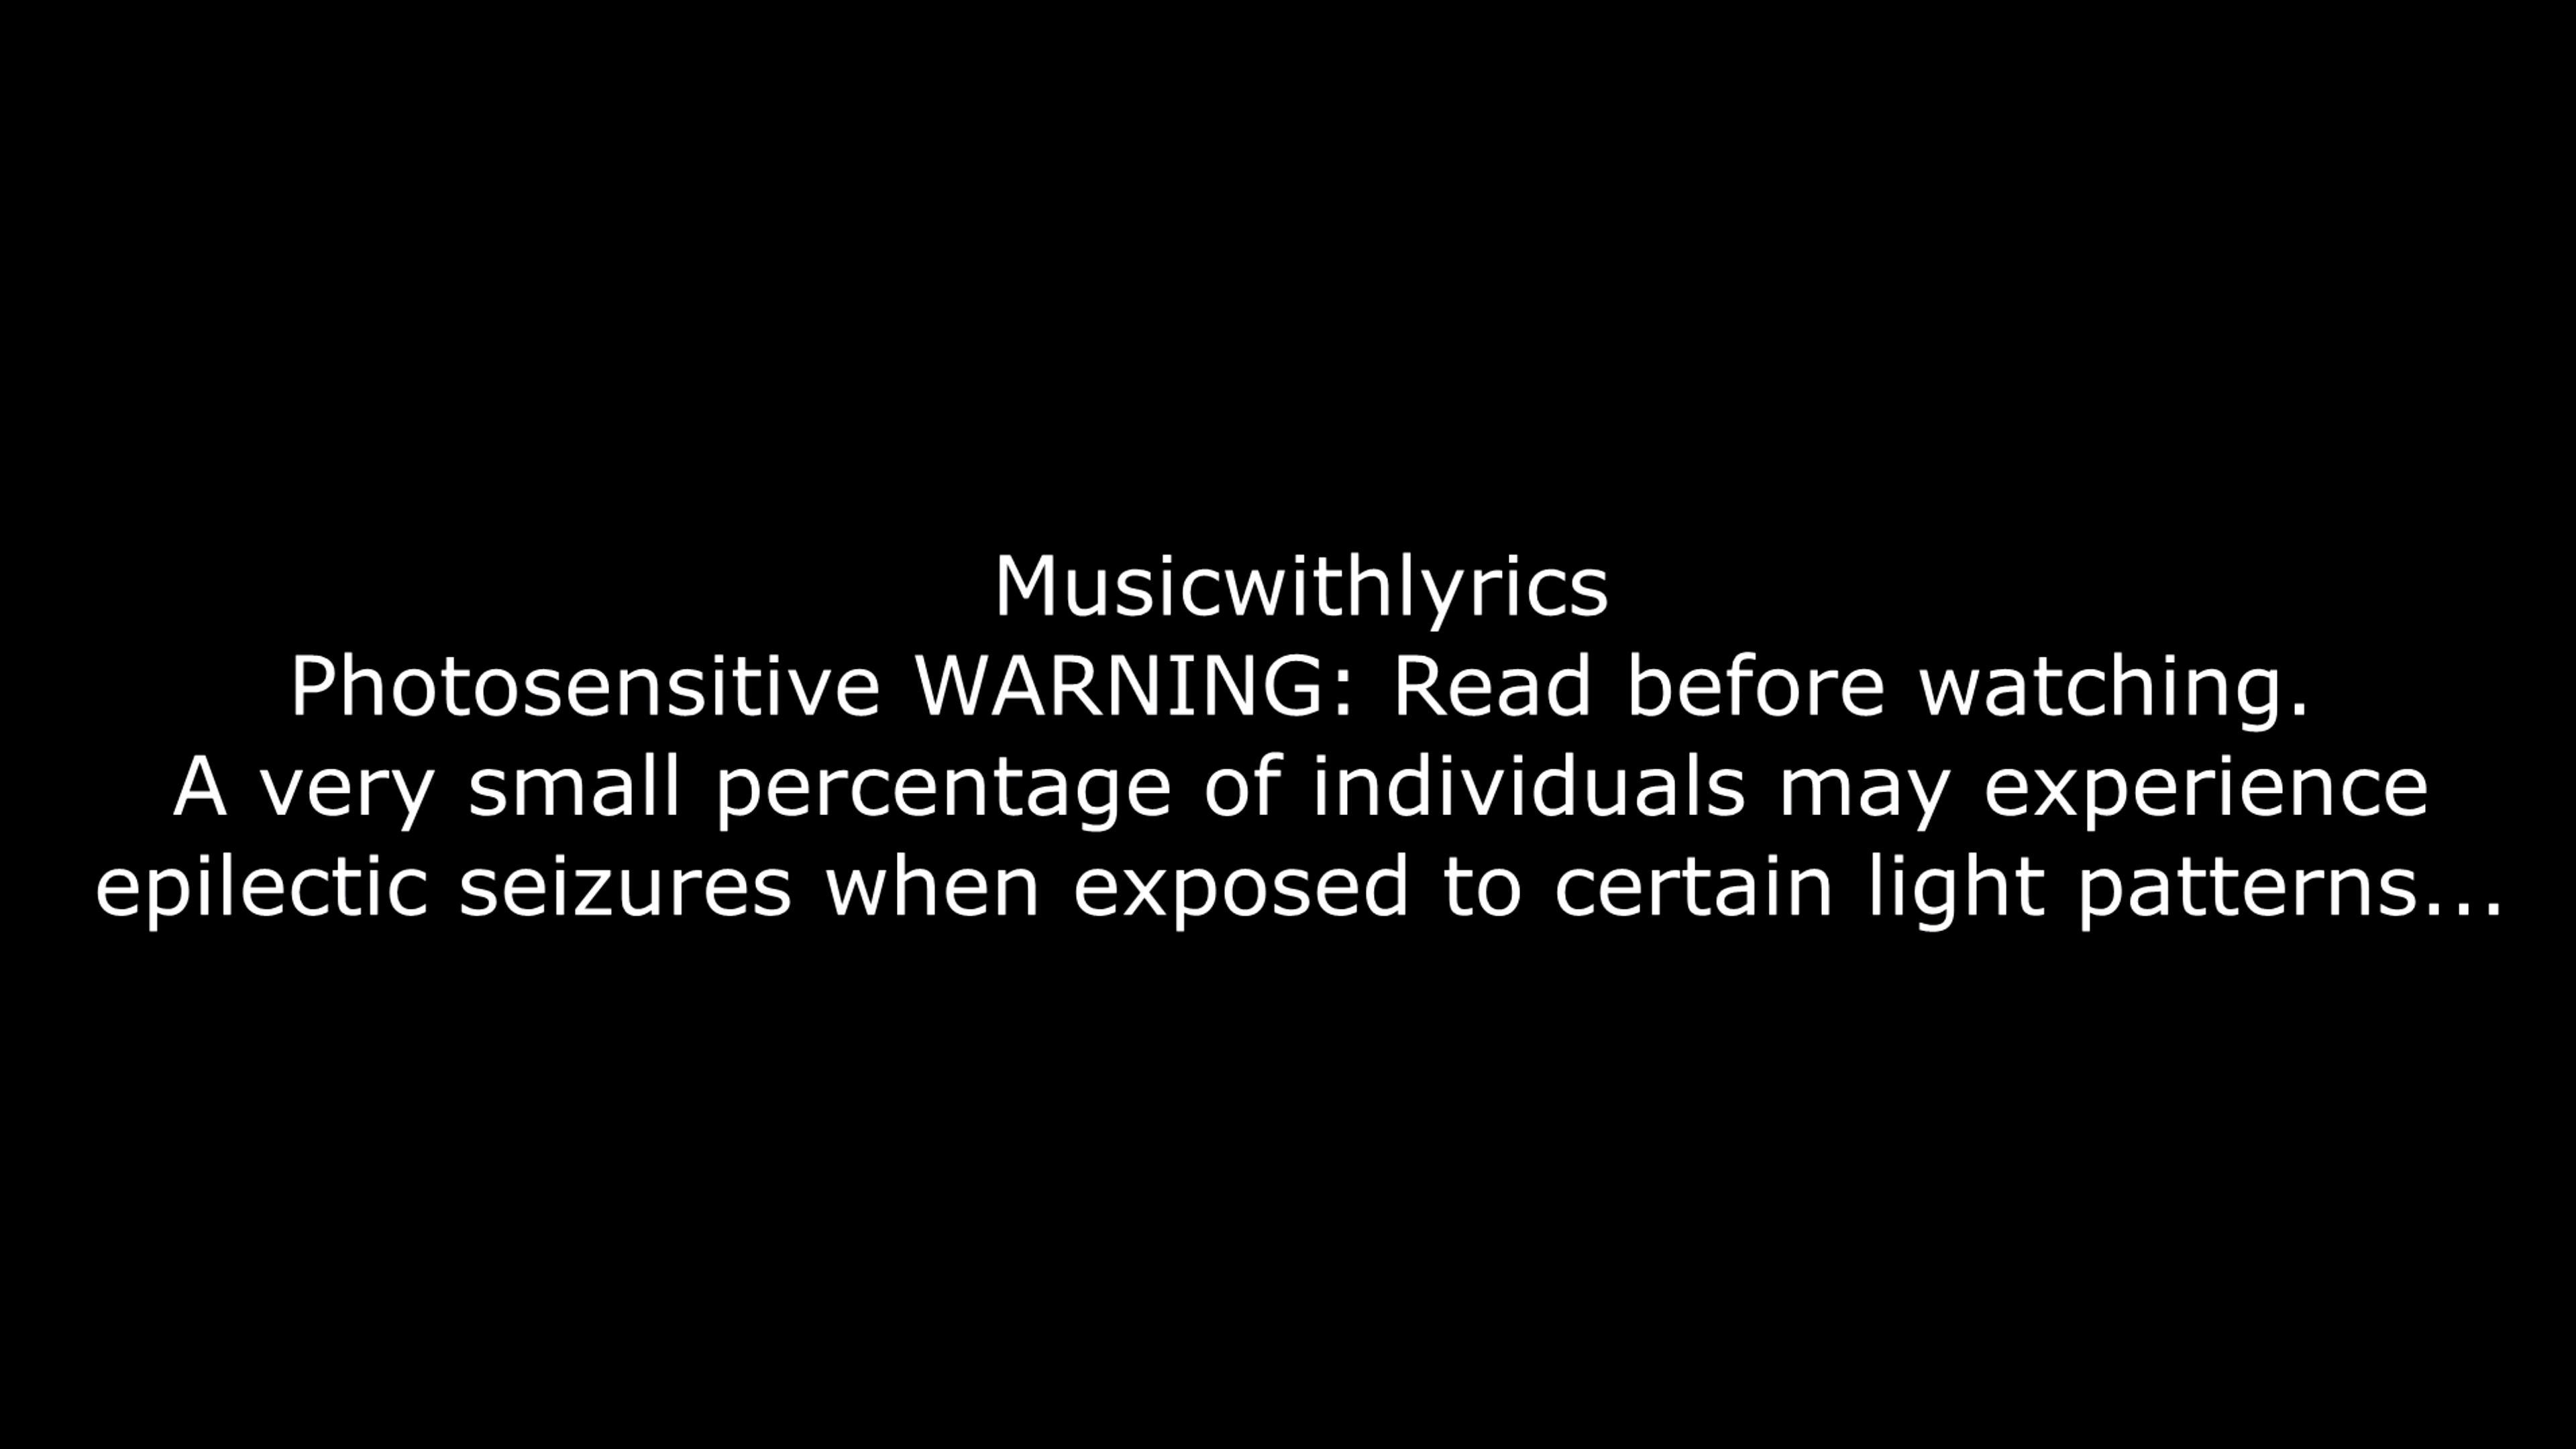 Musicwithlyrics
Photosensitive WARNING: Read before watching.
A very small percentage of individuals may experience
epilectic seizures when exposed to certain light patterns...